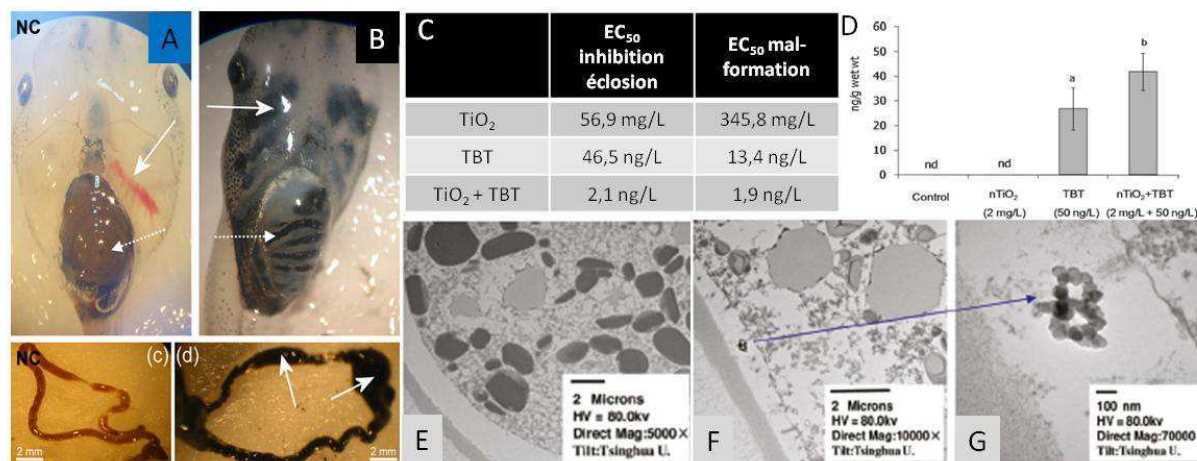 NC
A
B
(c)
(d)
NC
2 mm
2 mm
C
EC50 inhibition éclosion
EC50 mal-formation
TiO2
56,9 mg/L
345,8 mg/L
TBT
46,5 ng/L
13,4 ng/L
TiO2 + TBT
2,1 ng/L
1,9 ng/L
D
ng/g wet wt
60
50
40
30
20
10
0
nd
nd
a
b
Control
nTiO2
(2 mg/L)
TBT
(50 ng/L)
nTiO2+TBT
(2 mg/L + 50 ng/L)
E
2 Microns
HV = 80.0kv
Direct Mag:5000×
Tilt:Tsinghua U.
F
2 Microns
HV = 80.0kv
Direct Mag:10000×
Tilt:Tsinghua U.
G
100 nm
HV = 80.0kv
Direct Mag:70000
Tilt:Tsinghua U.